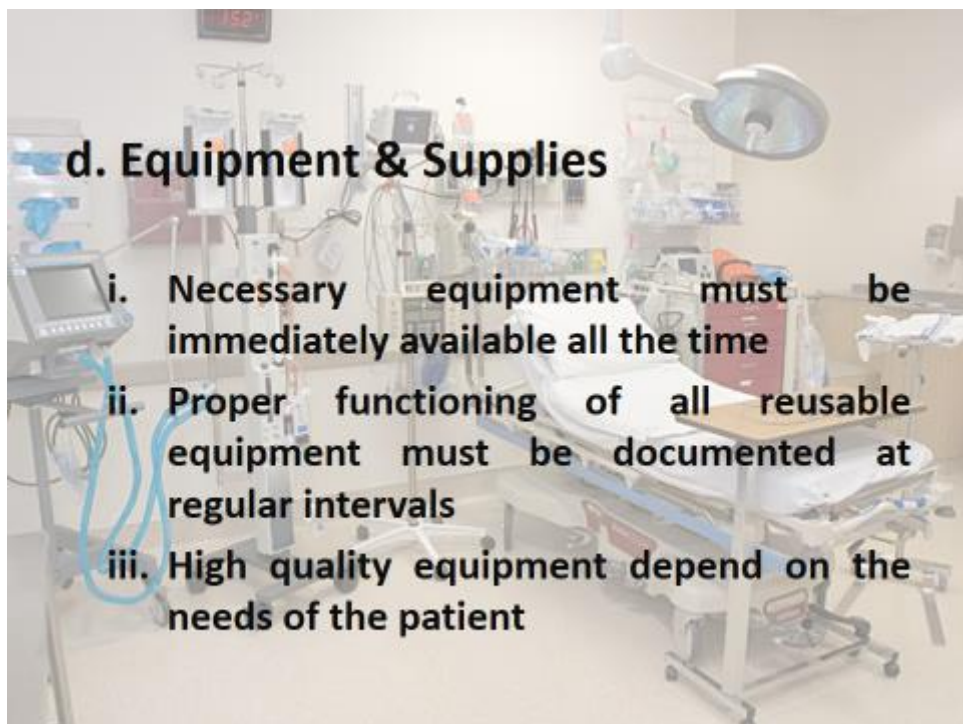 152
d. Equipment & Supplies
i. Necessary equipment must be
immediately available all the time
ii. Proper functioning of all reusable
equipment must be documented at
regular intervals
iii. High quality equipment depend on the
needs of the patient